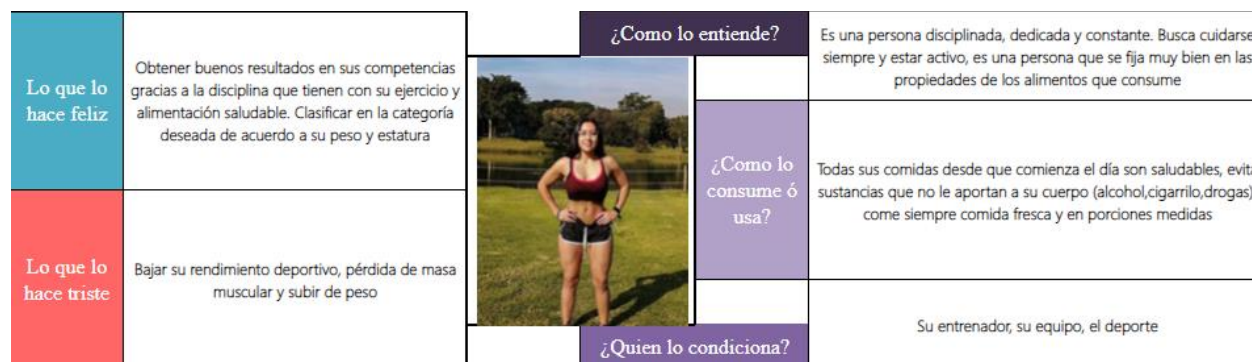 Lo que lo
hace feliz
Obtener buenos resultados en sus competencias
gracias a la disciplina que tienen con su ejercicio y
alimentación saludable. Clasificar en la categoría
deseada de acuerdo a su peso y estatura
Lo que lo
hace triste
Bajar su rendimiento deportivo, pérdida de masa
muscular y subir de peso
¿Como lo entiende?
Es una persona disciplinada, dedicada y constante. Busca cuidarse
siempre y estar activo, es una persona que se fija muy bien en las
propiedades de los alimentos que consume
¿Como lo
consume ó
usa?
Todas sus comidas desde que comienza el día son saludables, evita
sustancias que no le aportan a su cuerpo (alcohol,cigarrilo,drogas)
come siempre comida fresca y en porciones medidas
¿Quien lo condiciona?
Su entrenador, su equipo, el deporte